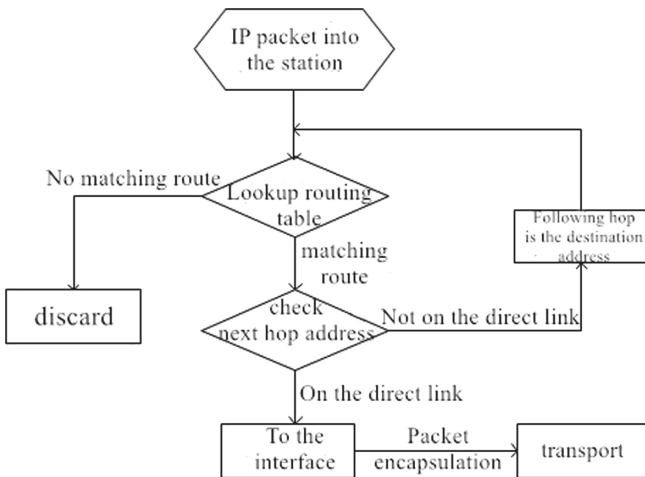 IP packet into
the station
No matching route
Lookup routing
table
Following hop
is the destination
address
matching
route
discard
check
next hop address
Not on the direct link
On the direct link
To the
interface
Packet
encapsulation
transport